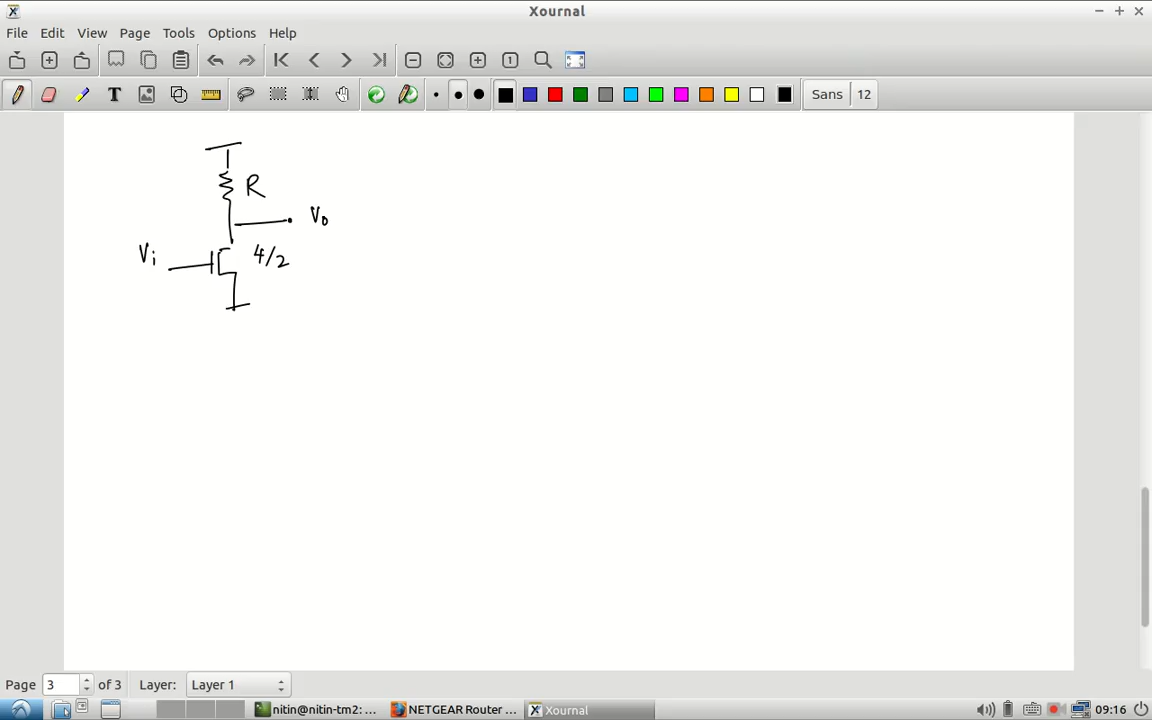 Xournal
File Edit View Page Tools Options Help
T Sans 12
R
Vo
Vi
4/2
Page 3 of 3 Layer: Layer 1
nitin@nitin-tm2: ... NETGEAR Router ... Xournal 09:16